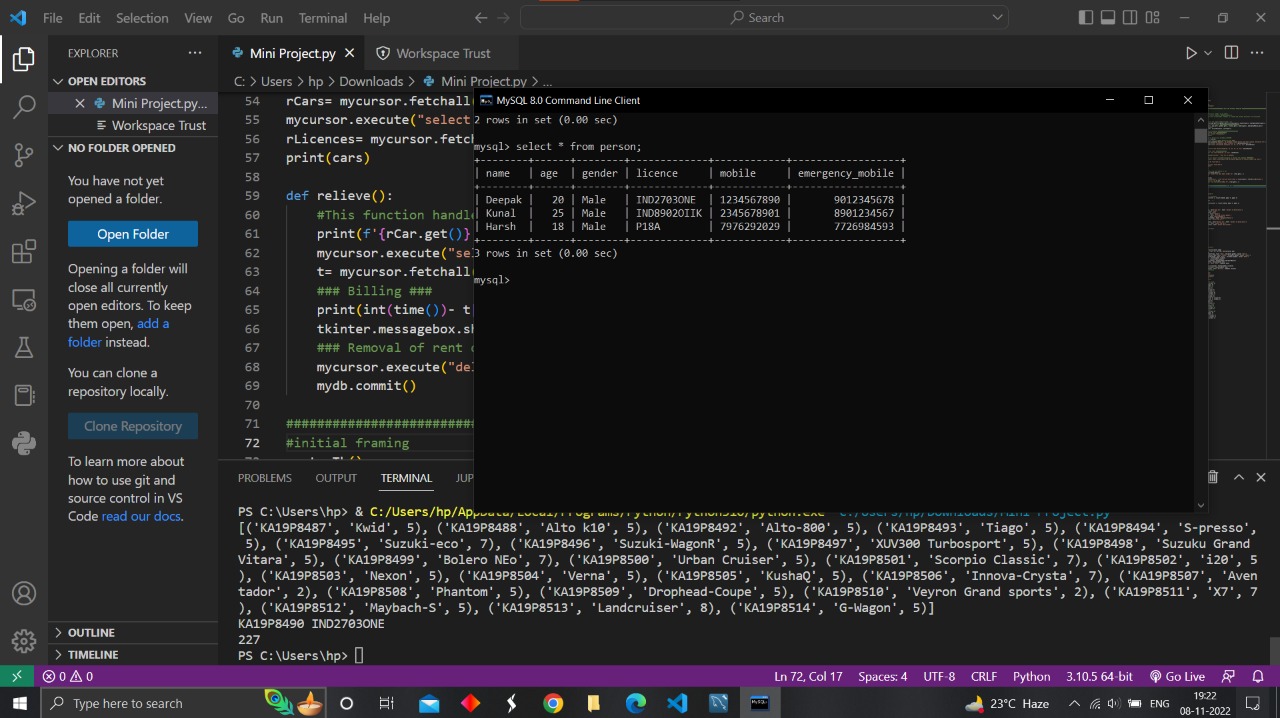 File Edit Selection View Go Run Terminal Help Search
EXPLORER
OPEN EDITORS
Mini Project.py...
Workspace Trust
NO FOLDER OPENED
You have not yet
opened a folder.
Open Folder
Opening a folder will
close all currently
open editors. To keep
them open, add a
folder instead.
You can clone a
repository locally.
Clone Repository
To learn more about
how to use git and
source control in VS
Code read our docs.
OUTLINE
TIMELINE
Mini Project.py Workspace Trust
C: > Users > hp > Downloads > Mini Project.py > ...
54 rCars= mycursor.fetchall(
55 mycursor.execute("select
56 rLicences= mycursor.fetch
57 print(cars)
58
59 def relieve():
60 #This function handle
61 print(f'{rCar.get()}
62 mycursor.execute("sel
63 t= mycursor.fetchall(
64 ### Billing ###
65 print(int(time())- t[
66 tkinter.messagebox.sh
67 ### Removal of rent
68 mycursor.execute("del
69 mydb.commit()
70
71 ########################
72 #initial framing
MySQL 8.0 Command Line Client
2 rows in set (0.00 sec)
mysql> select * from person;
+--------+------+--------+-----------+------------+------------------+
| name | age | gender | licence | mobile | emergency_mobile |
+--------+------+--------+-----------+------------+------------------+
| Deepak | 20 | Male | IND2703ONE | 1234567890 | 9012345678 |
| Kunal | 25 | Male | IND8902OIIK | 2345678901 | 8901234567 |
| Harsh | 18 | Male | P18A | 7976292029 | 7726984593 |
+--------+------+--------+-----------+------------+------------------+
3 rows in set (0.00 sec)
mysql>
PROBLEMS OUTPUT TERMINAL JUP
PS C:\Users\hp> & C:/Users/hp/AppData/Local/Programs/Python/Python310/python.exe c:/Users/hp/Downloads/Mini Project.py
[('KA19P8487', 'Kwid', 5), ('KA19P8488', 'Alto k10', 5), ('KA19P8492', 'Alto-800', 5), ('KA19P8493', 'Tiago', 5), ('KA19P8494', 'S-presso',
5), ('KA19P8495', 'Suzuki-eco', 7), ('KA19P8496', 'Suzuki-WagonR', 5), ('KA19P8497', 'XUV300 Turbosport', 5), ('KA19P8498', 'Suzuku Grand
Vitara', 5), ('KA19P8499', 'Bolero NEo', 7), ('KA19P8500', 'Urban Cruiser', 5), ('KA19P8501', 'Scorpio Classic', 7), ('KA19P8502', 'i20', 5
), ('KA19P8503', 'Nexon', 5), ('KA19P8504', 'Verna', 5), ('KA19P8505', 'KushaQ', 5), ('KA19P8506', 'Innova-Crysta', 7), ('KA19P8507', 'Aven
tador', 2), ('KA19P8508', 'Phantom', 5), ('KA19P8509', 'Drophead-Coupe', 5), ('KA19P8510', 'Veyron Grand sports', 2), ('KA19P8511', 'X7', 7
), ('KA19P8512', 'Maybach-S', 5), ('KA19P8513', 'Landcruiser', 8), ('KA19P8514', 'G-Wagon', 5)]
KA19P8490 IND2703ONE
227
PS C:\Users\hp>
0 0 Ln 72, Col 17 Spaces: 4 UTF-8 CRLF Python 3.10.5 64-bit Go Live
Type here to search 23°C Haze ENG 19:22
08-11-2022